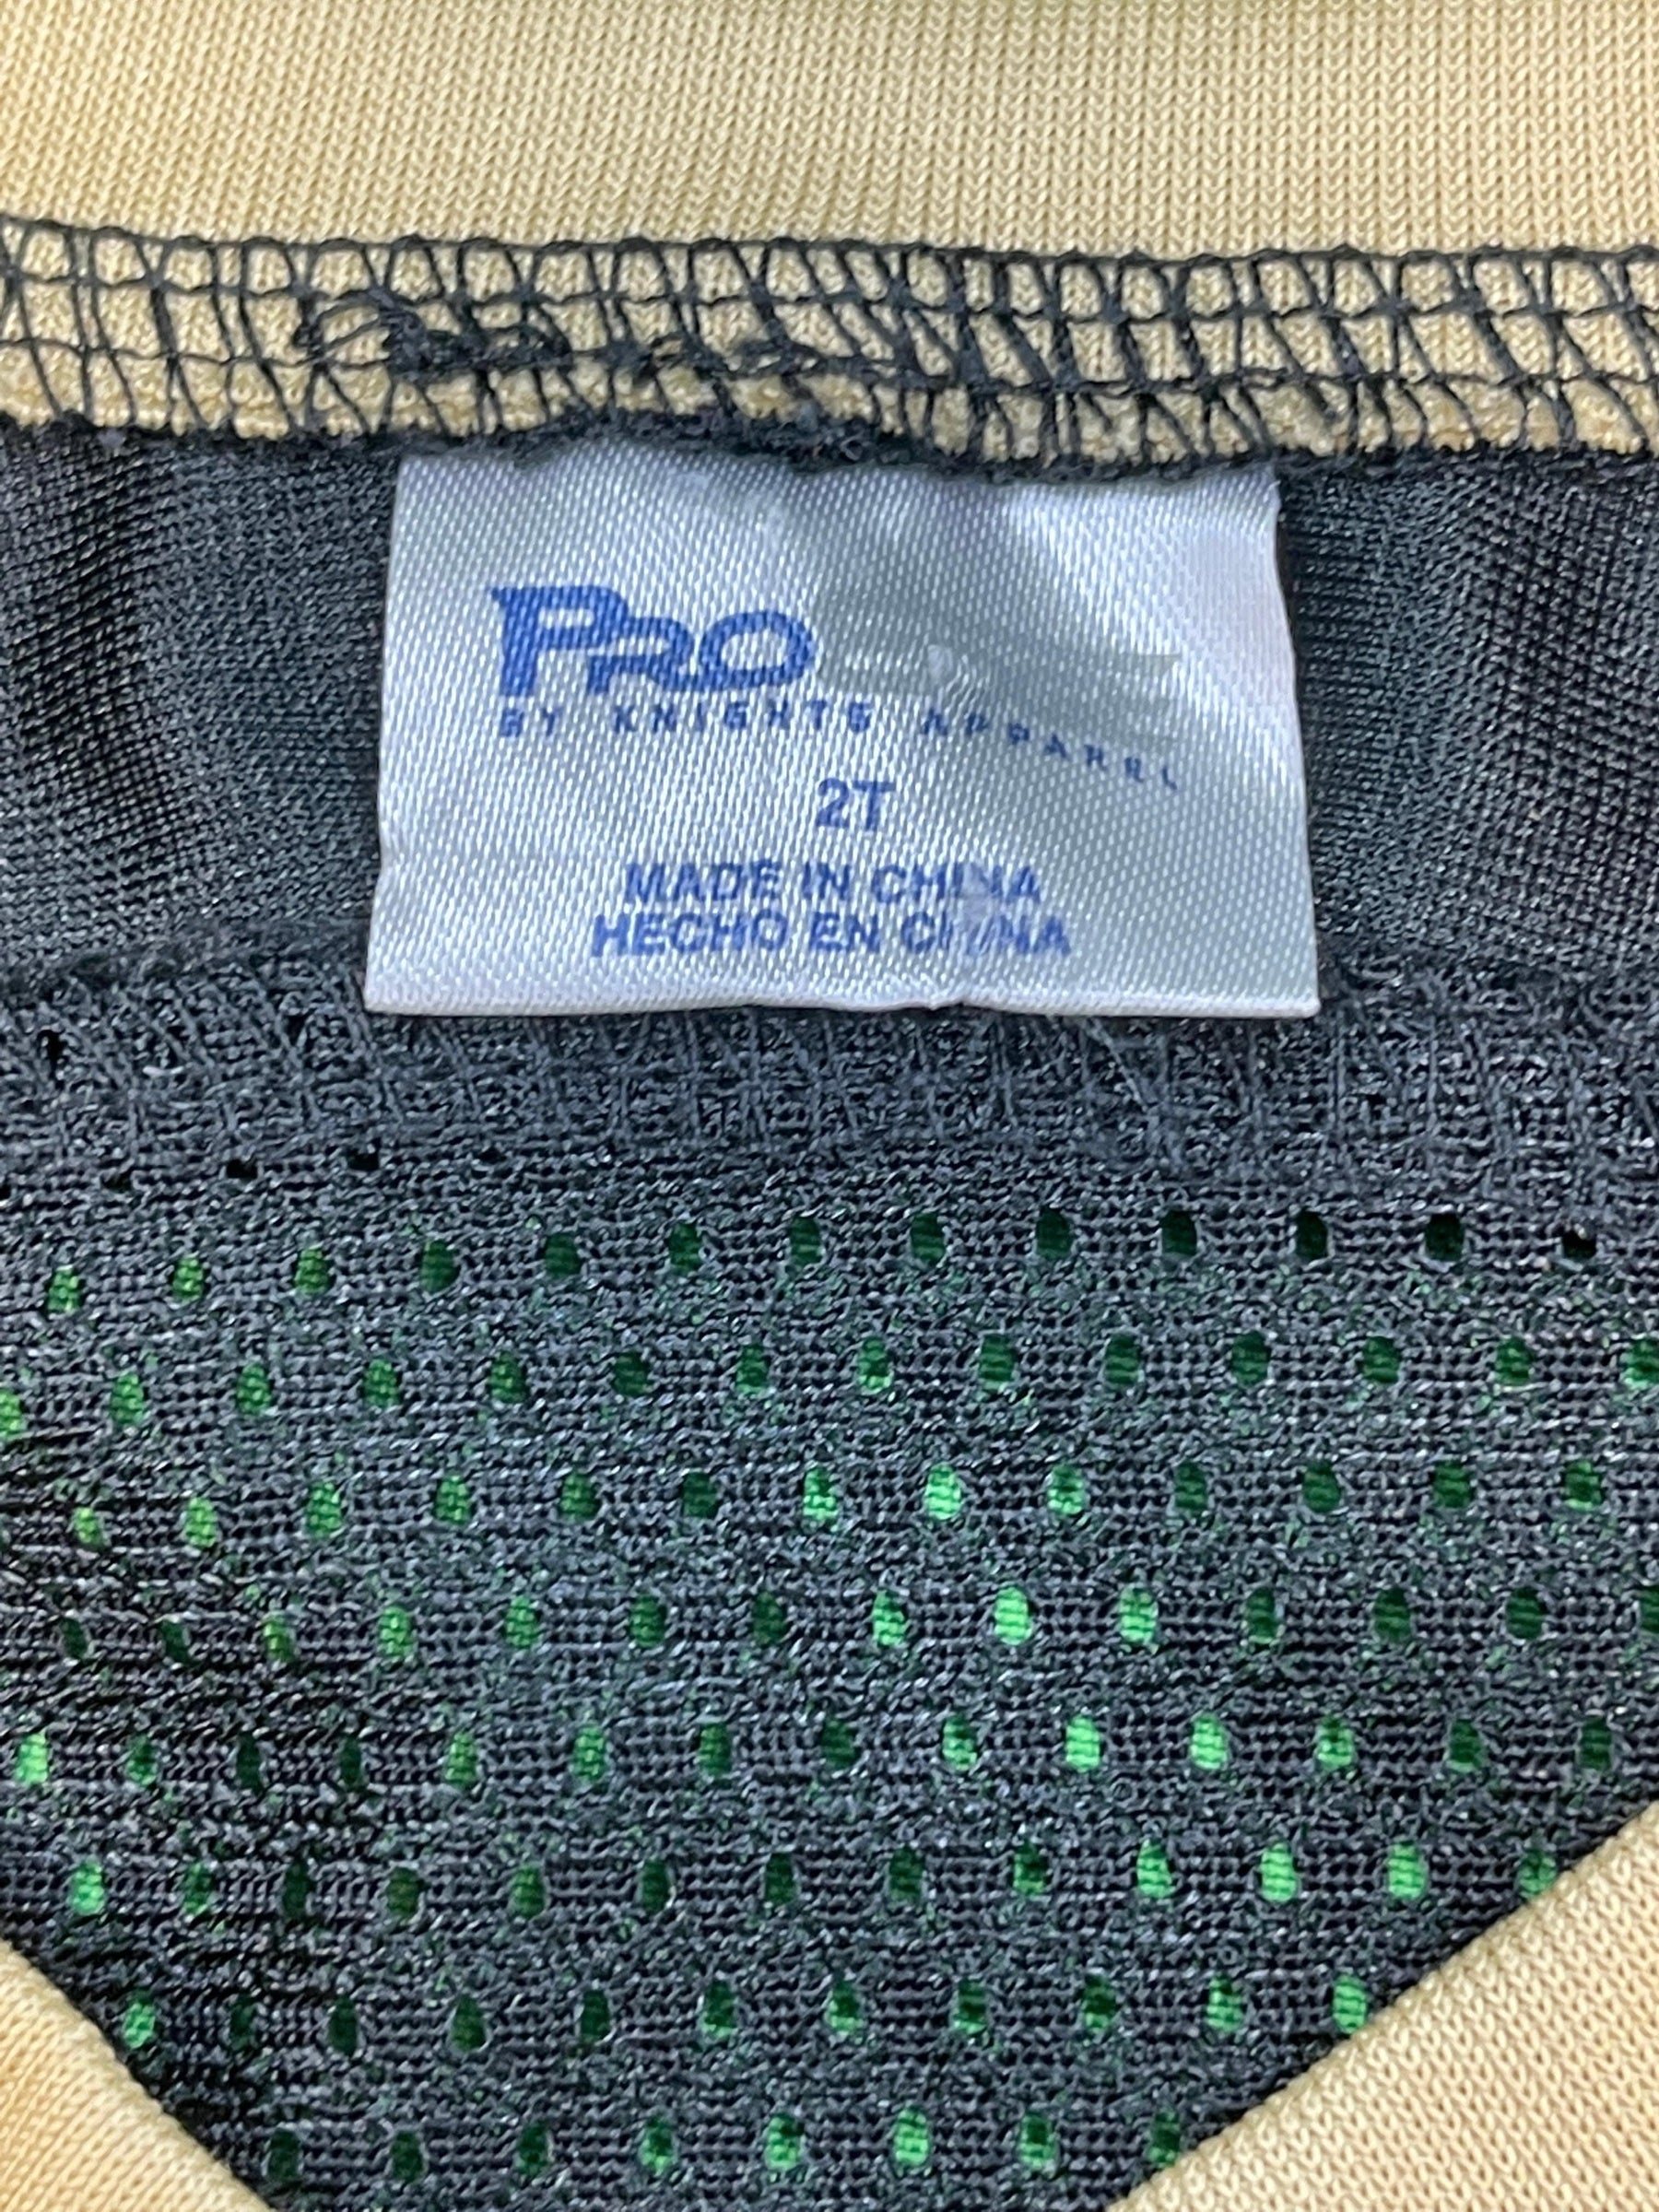 PRO
BY KNIGHTS APPAREL
2T
MADE IN CHINA
HECHO EN CHINA